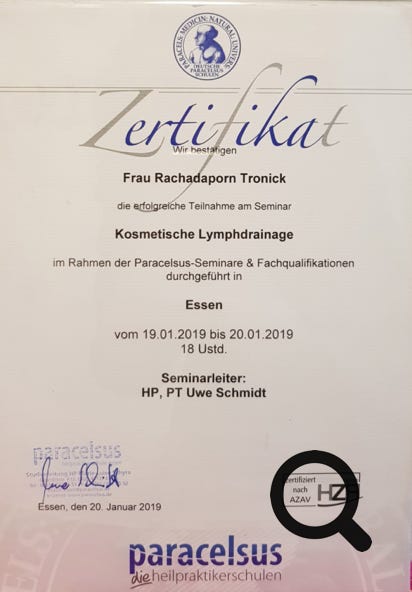 PARACELS: MEDICIN: NATURAL: UNIVERS:
DEUTSCHE
PARACELSUS
SCHULEN
Zertifikat
Wir bestätigen
Frau Rachadaporn Tronick
die erfolgreiche Teilnahme am Seminar
Kosmetische Lymphdrainage
im Rahmen der Paracelsus-Seminare & Fachqualifikationen
durchgeführt in
Essen
vom 19.01.2019 bis 20.01.2019
18 Ustd.
Seminarleiter:
HP, PT Uwe Schmidt
paracelsus
Essen, den 20. Januar 2019
zertifiziert
nach
AZAV
paracelsus
die heilpraktikerschulen